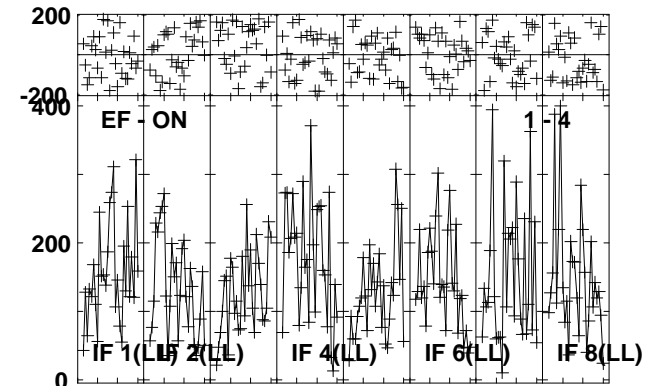 200
-200
400
EF - ON 1 - 4
200
IF 1(LL) IF 2(LL) IF 4(LL) IF 6(LL) IF 8(LL)
0